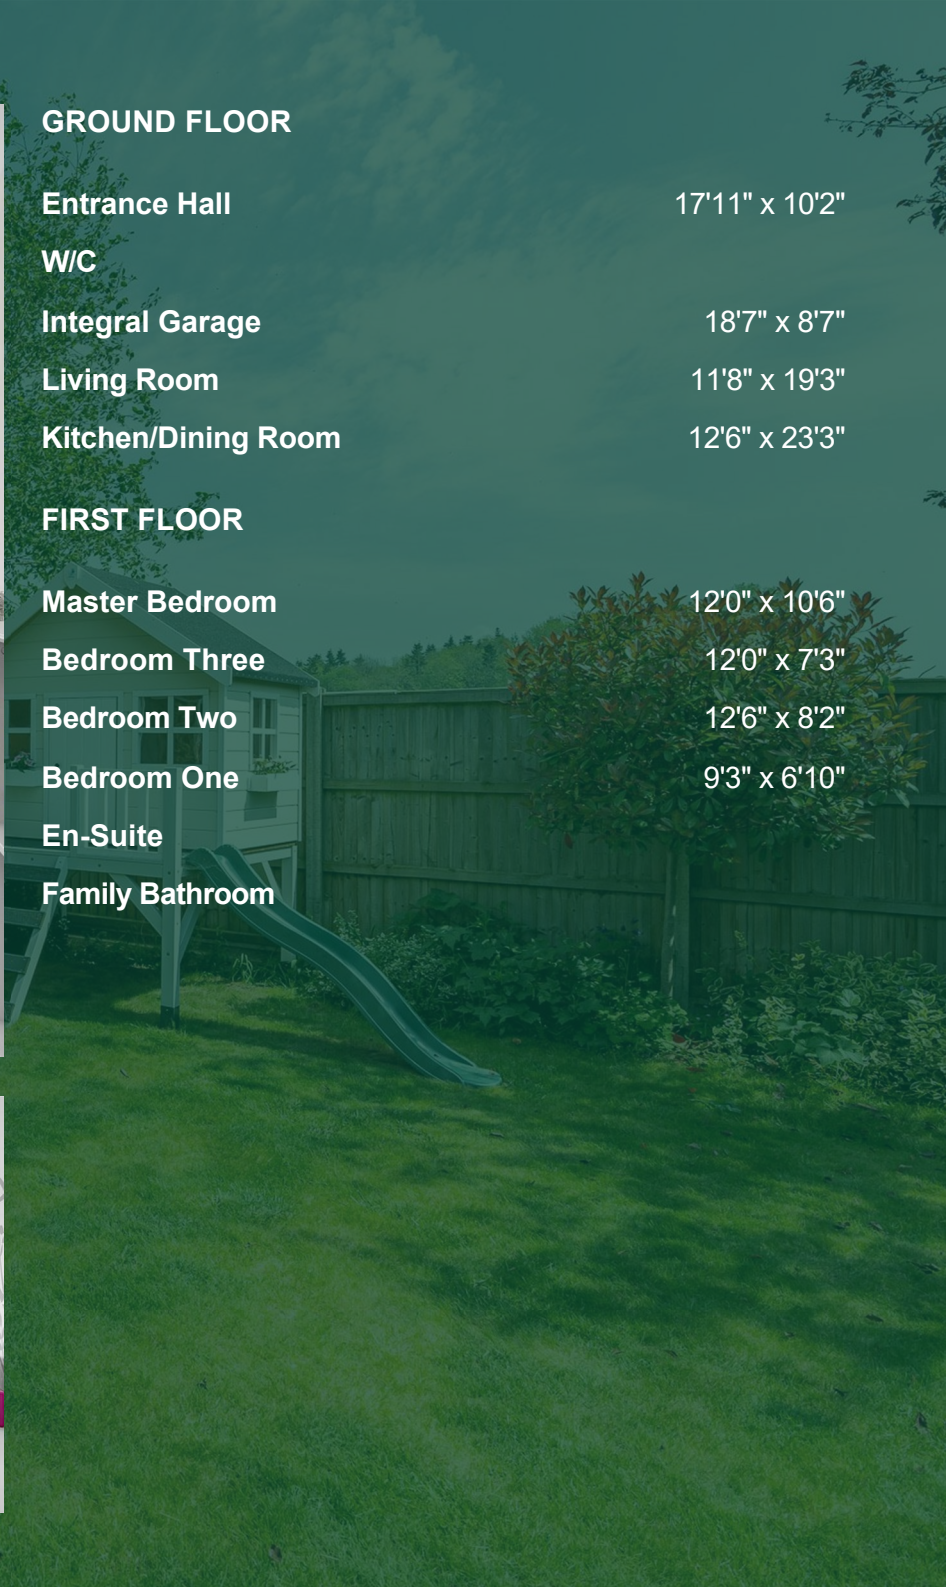 GROUND FLOOR
Entrance Hall 17'11" x 10'2"
W/C
Integral Garage 18'7" x 8'7"
Living Room 11'8" x 19'3"
Kitchen/Dining Room 12'6" x 23'3"
FIRST FLOOR
Master Bedroom 12'0" x 10'6"
Bedroom Three 12'0" x 7'3"
Bedroom Two 12'6" x 8'2"
Bedroom One 9'3" x 6'10"
En-Suite
Family Bathroom